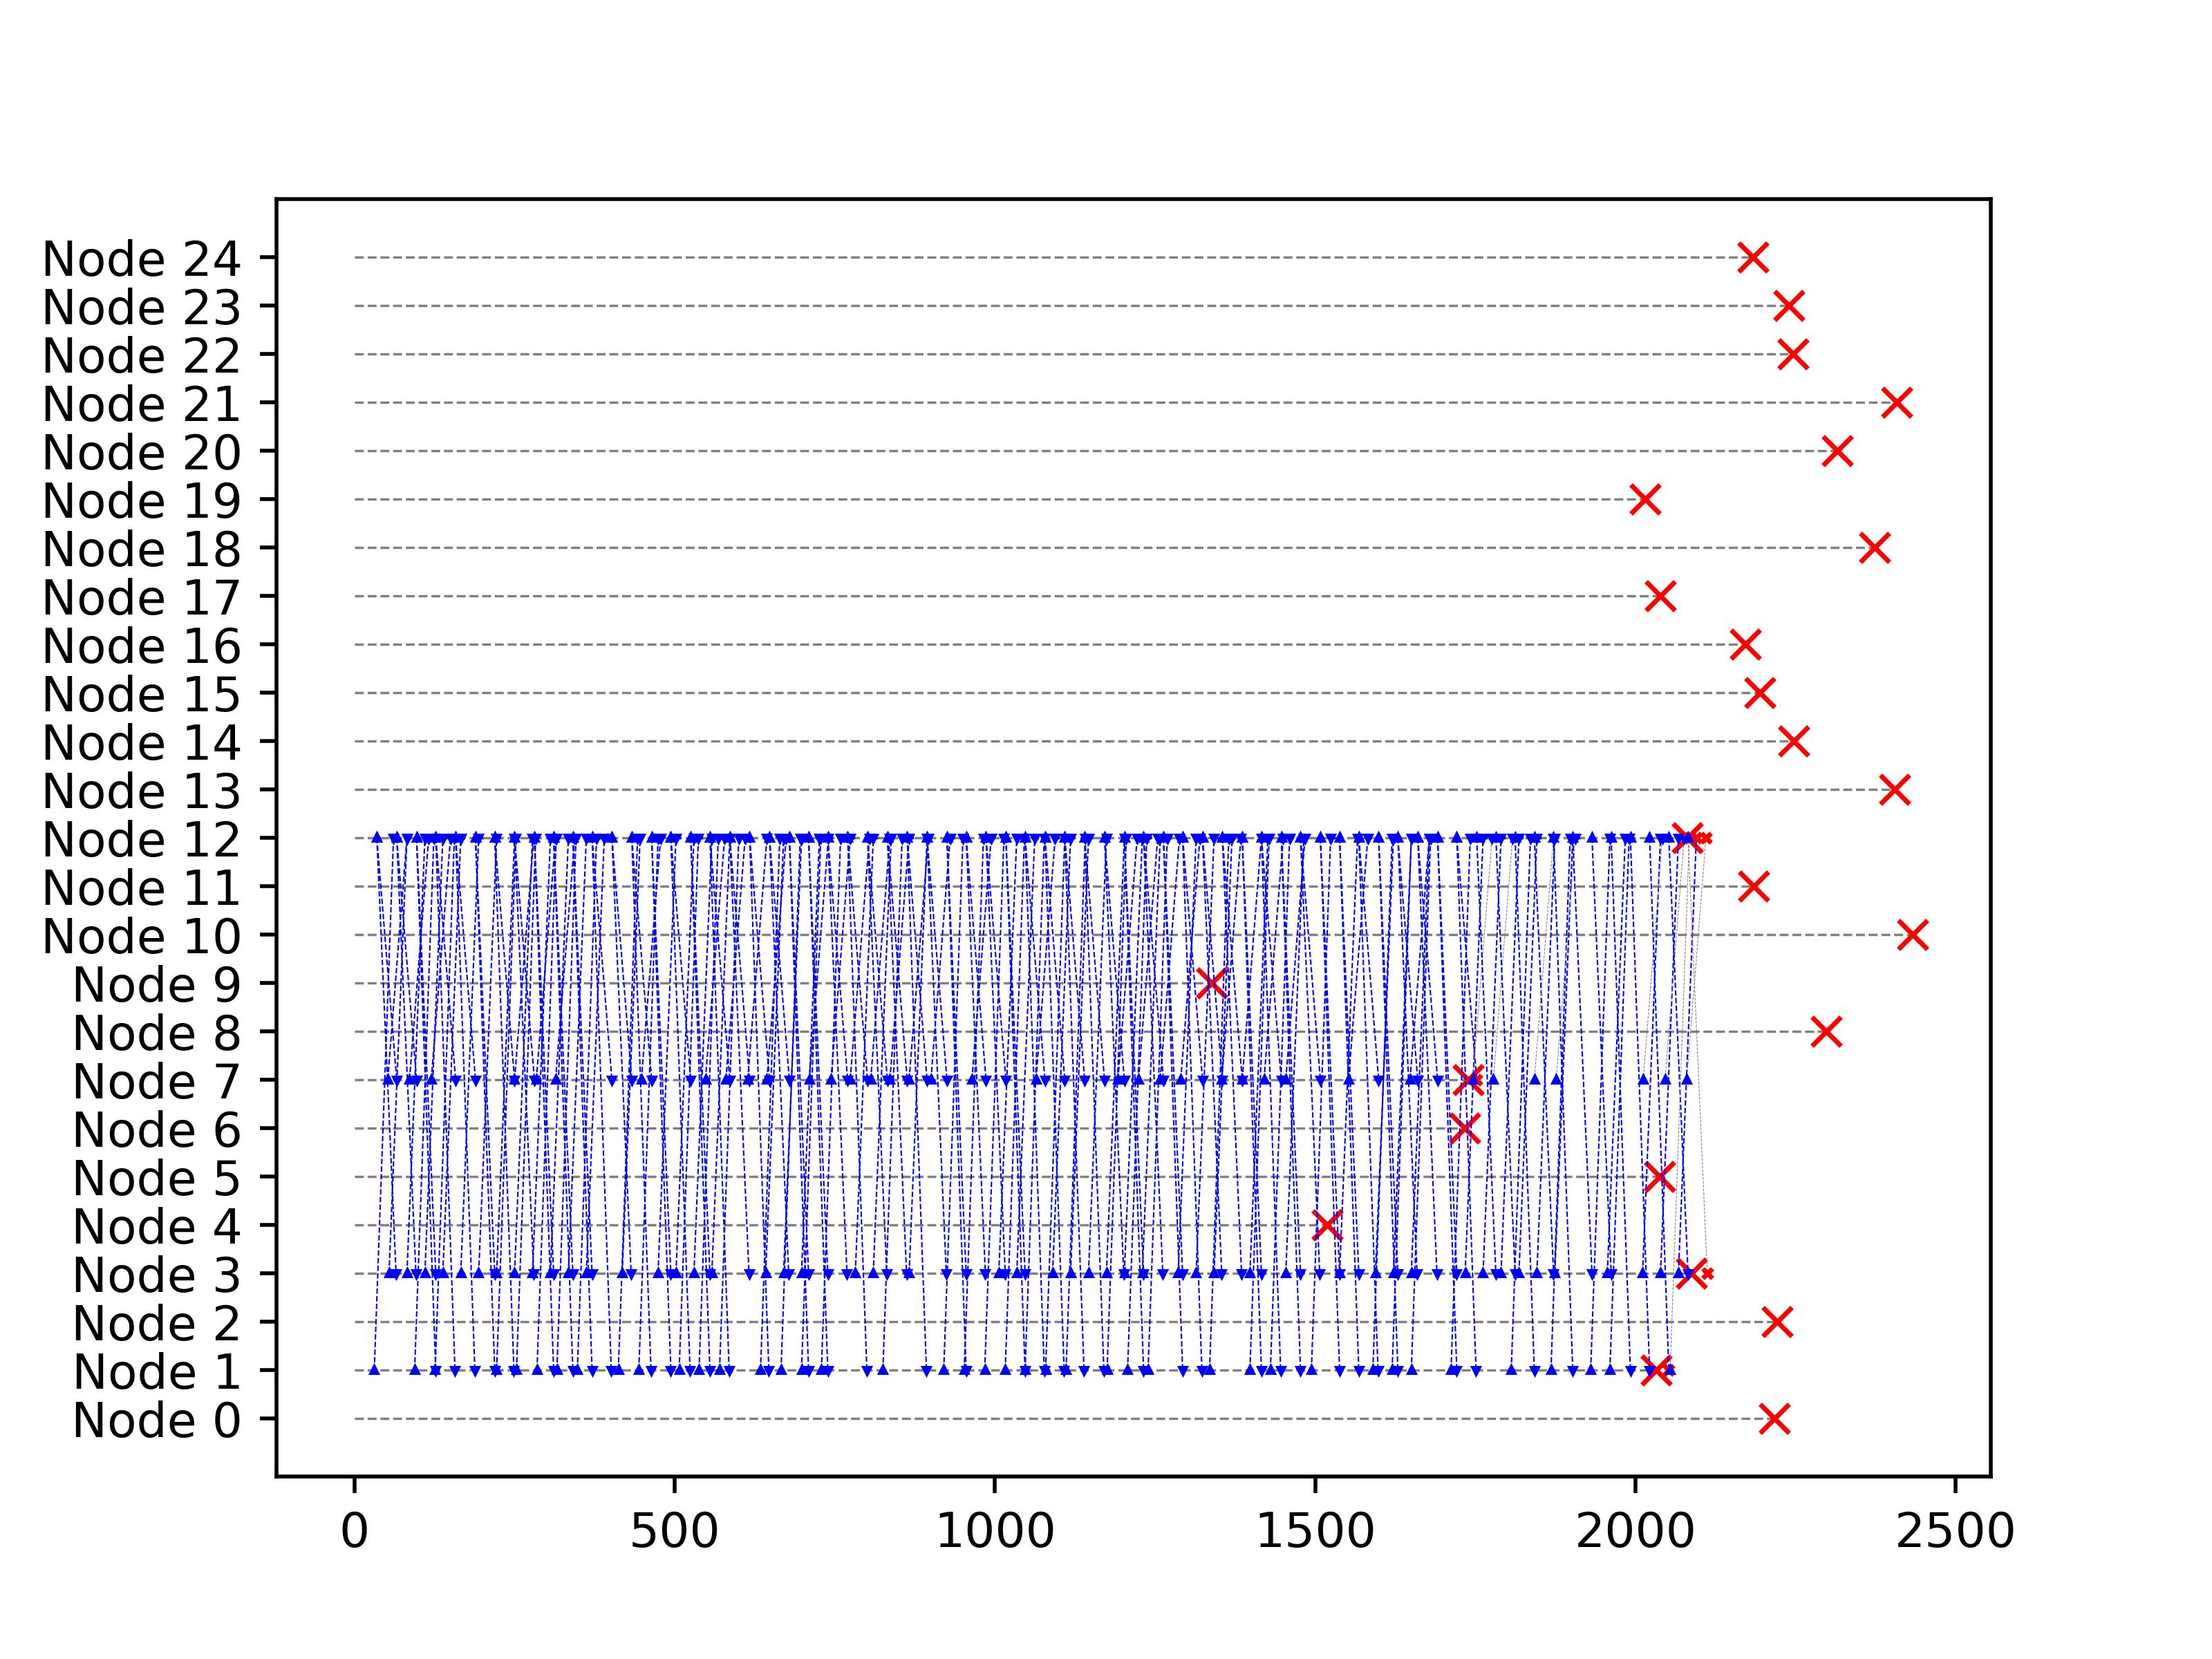 Node 24
Node 23
Node 22
Node 21
Node 20
Node 19
Node 18
Node 17
Node 16
Node 15
Node 14
Node 13
Node 12
Node 11
Node 10
Node 9
Node 8
Node 7
Node 6
Node 5
Node 4
Node 3
Node 2
Node 1
Node 0
0 500 1000 1500 2000 2500